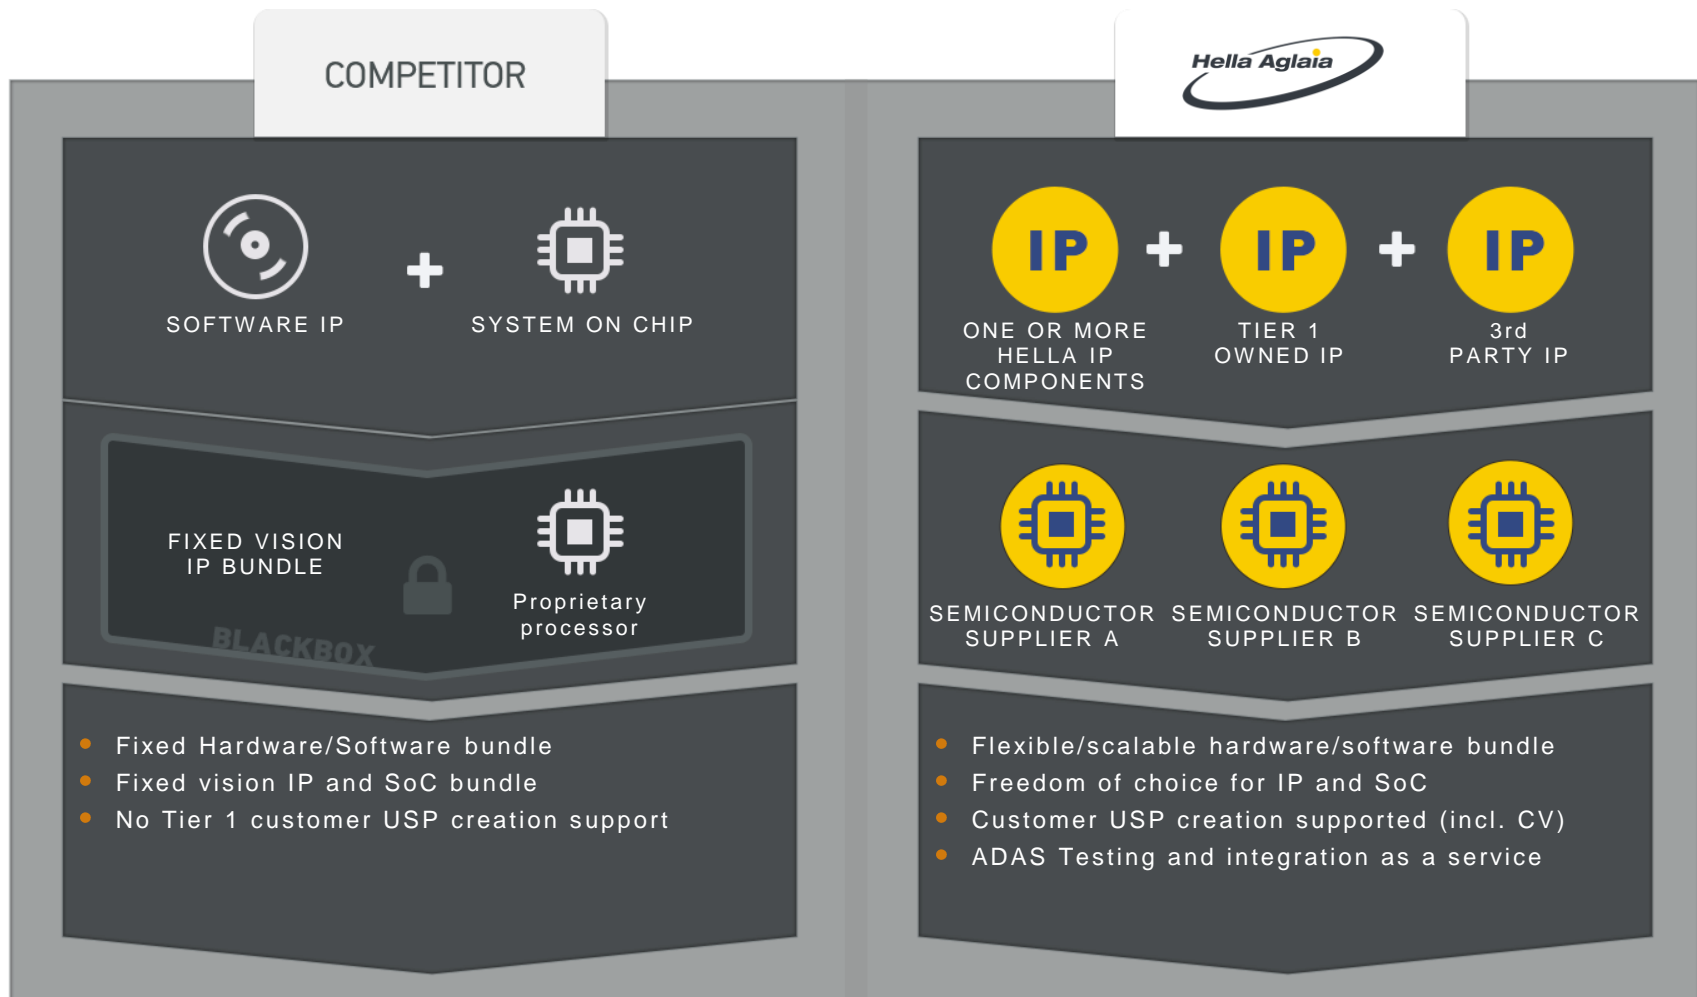 COMPETITOR
SOFTWARE IP
+
SYSTEM ON CHIP
FIXED VISION
IP BUNDLE
Proprietary
processor
BLACKBOX
Fixed Hardware/Software bundle
Fixed vision IP and SoC bundle
No Tier 1 customer USP creation support
Hella Aglaia
IP + IP + IP
ONE OR MORE
HELLA IP
COMPONENTS
TIER 1
OWNED IP
3rd
PARTY IP
SEMICONDUCTOR
SUPPLIER A
SEMICONDUCTOR
SUPPLIER B
SEMICONDUCTOR
SUPPLIER C
Flexible/scalable hardware/software bundle
Freedom of choice for IP and SoC
Customer USP creation supported (incl. CV)
ADAS Testing and integration as a service